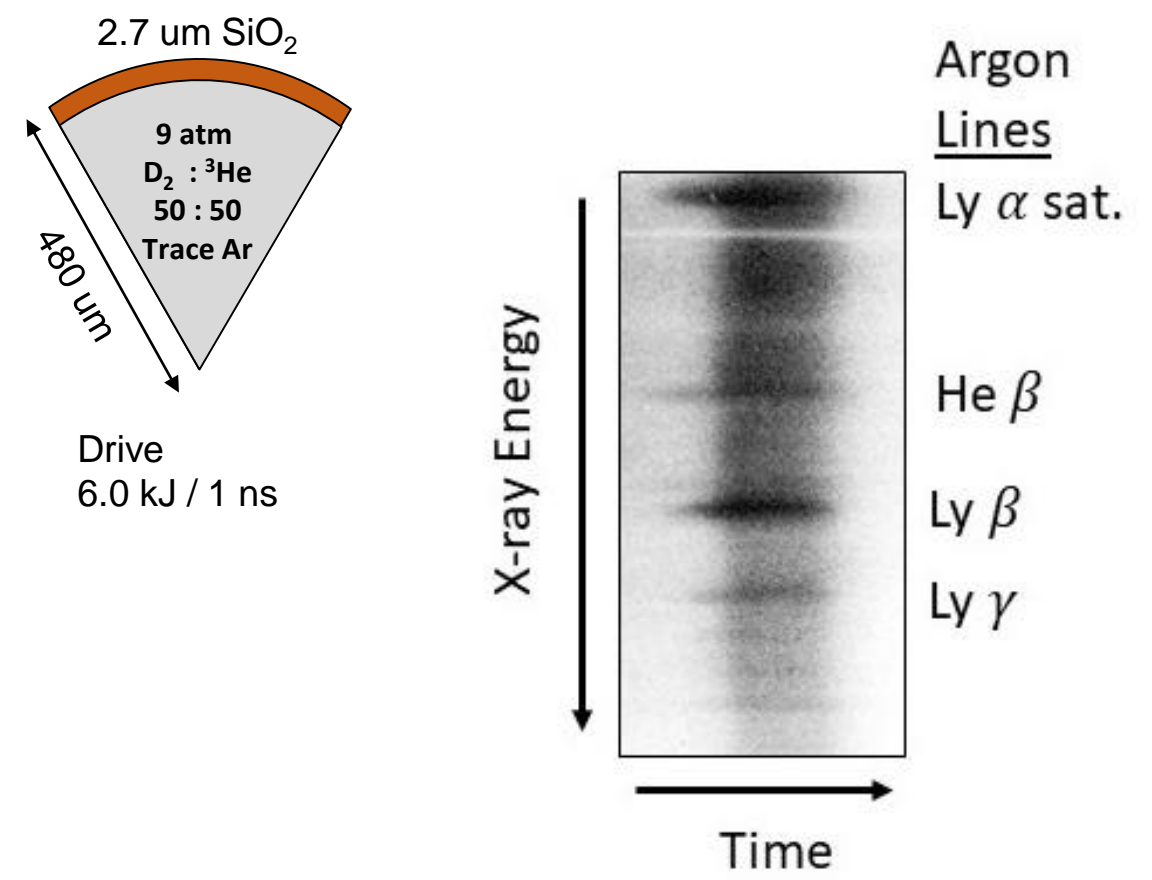 2.7 um SiO₂
9 atm
D₂ : ³He
50 : 50
Trace Ar
480 um
Drive
6.0 kJ / 1 ns
X-ray Energy
Time
Argon
Lines
Ly α sat.
He β
Ly β
Ly γ